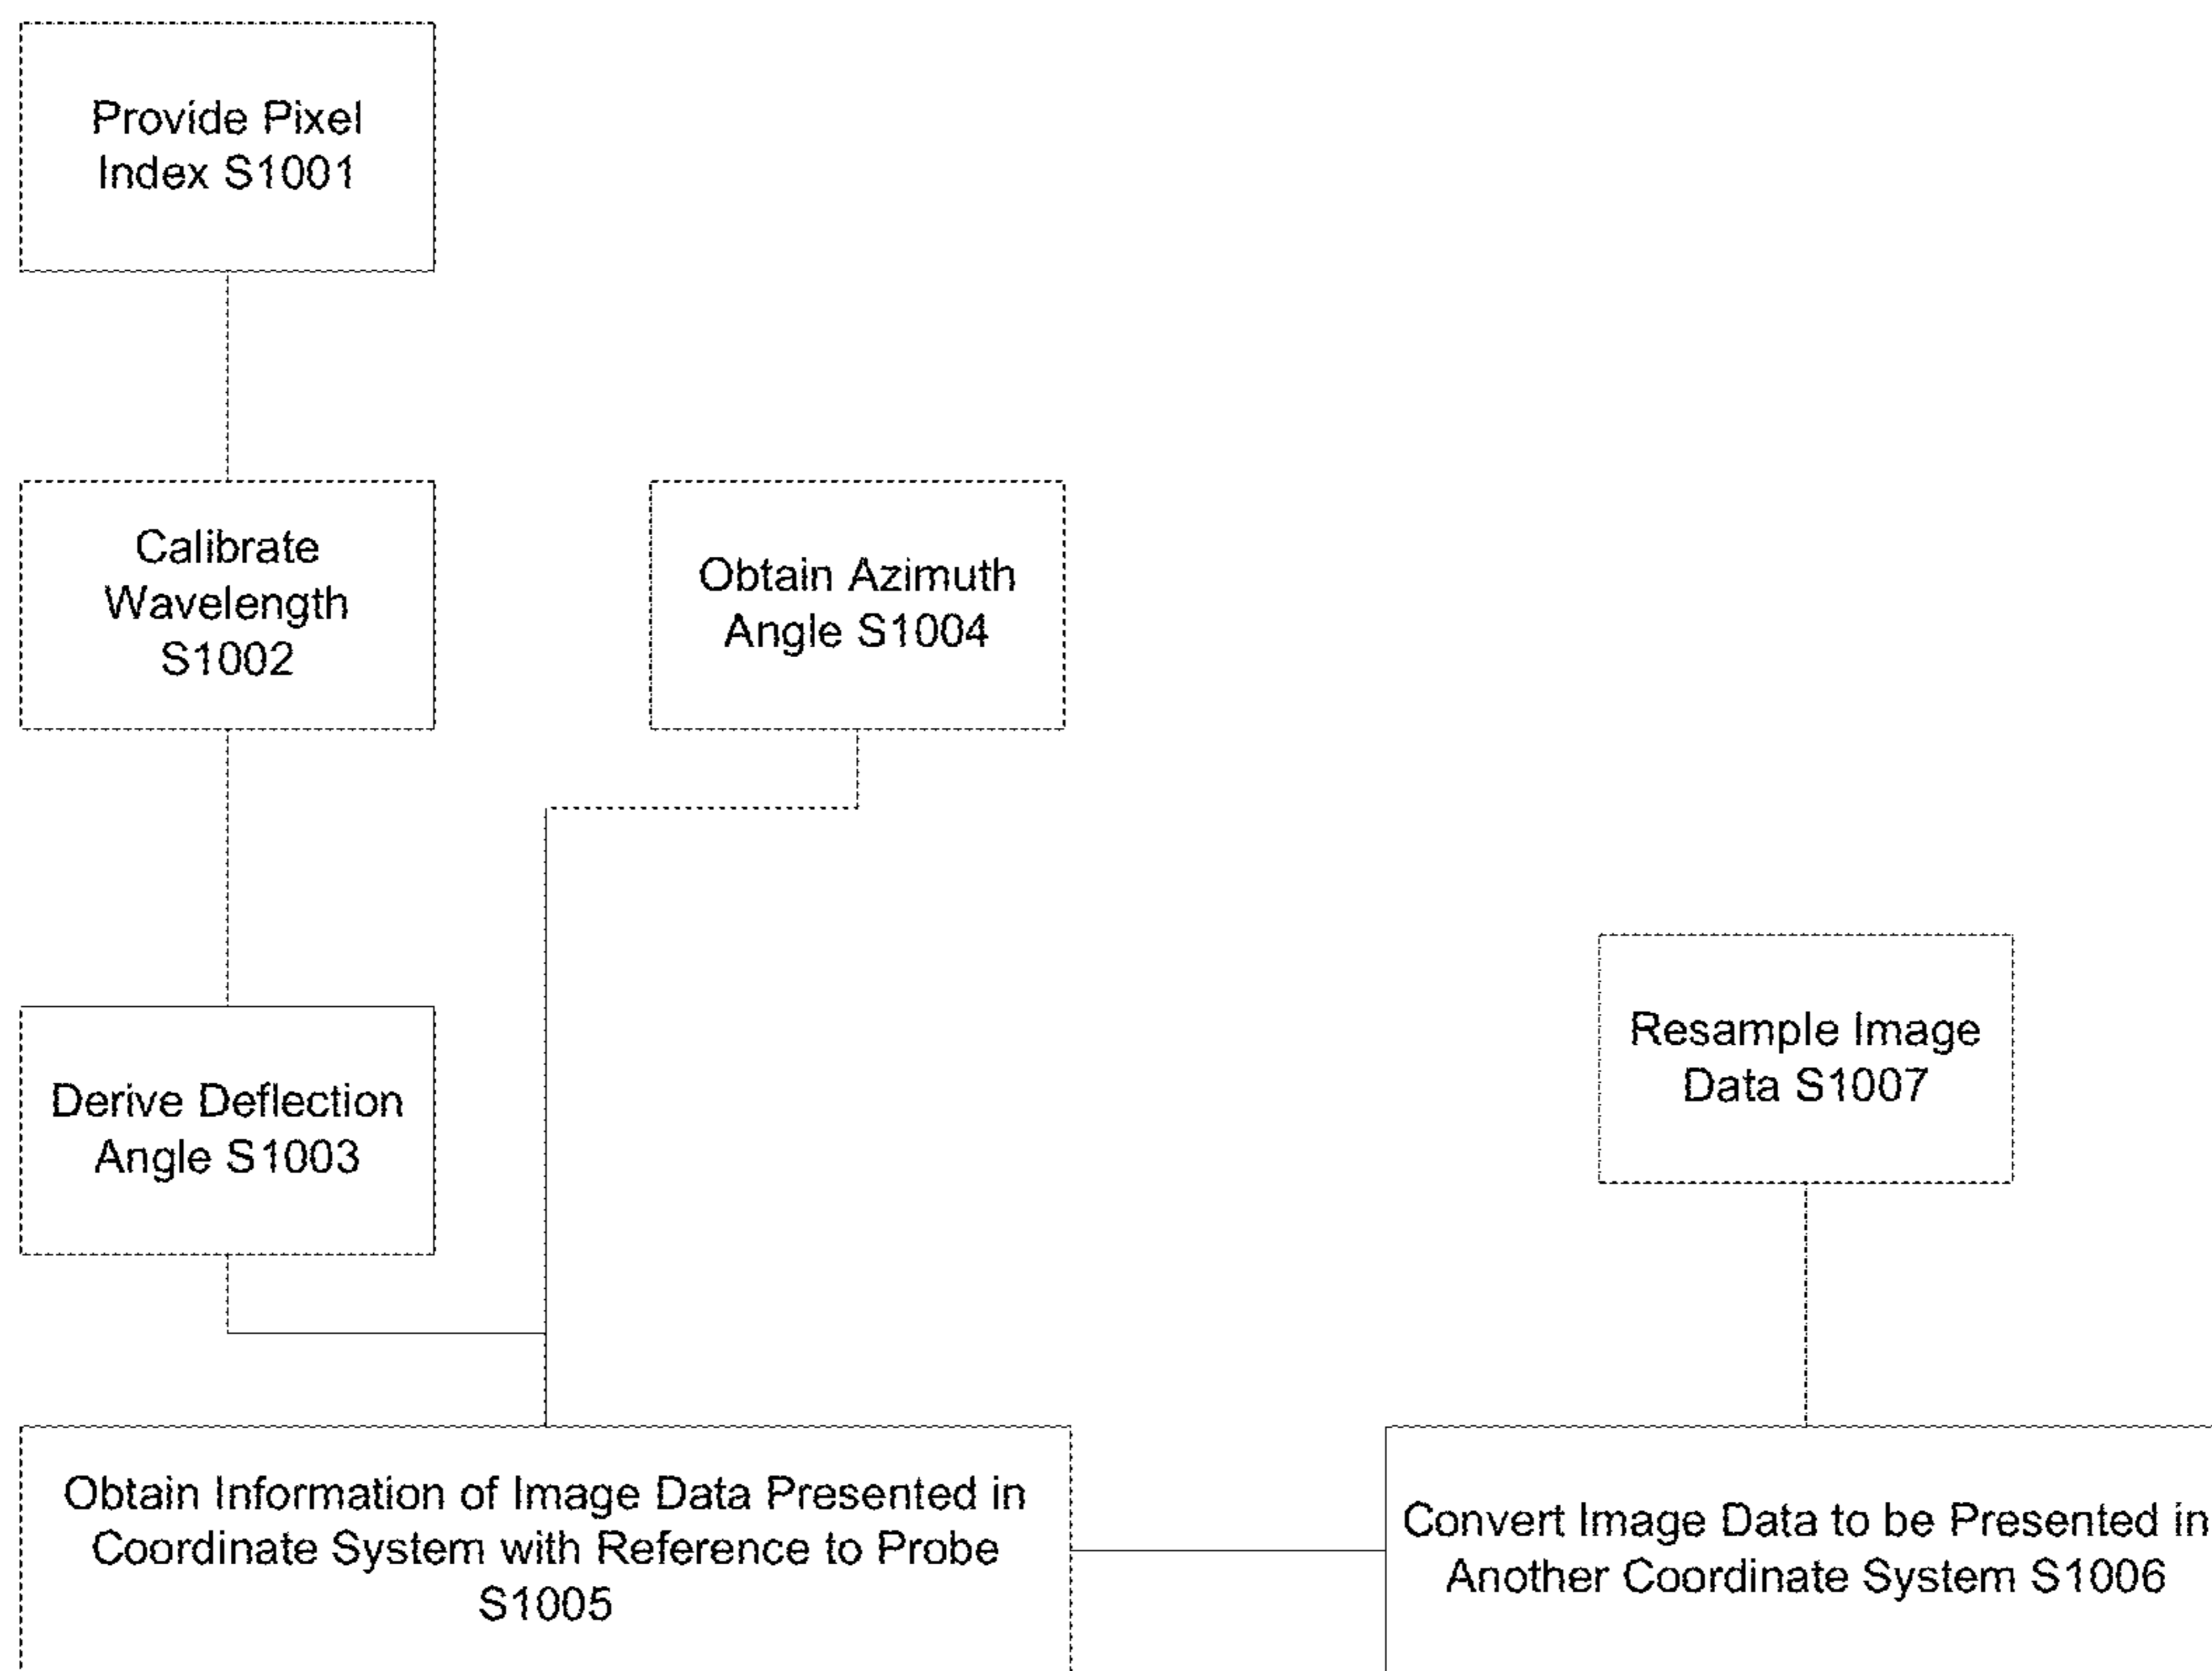 Provide Pixel
Index S1001
Calibrate
Wavelength
S1002
Obtain Azimuth
Angle S1004
Derive Deflection
Angle S1003
Resample Image
Data S1007
Obtain Information of Image Data Presented in
Coordinate System with Reference to Probe
S1005
Convert Image Data to be Presented in
Another Coordinate System S1006